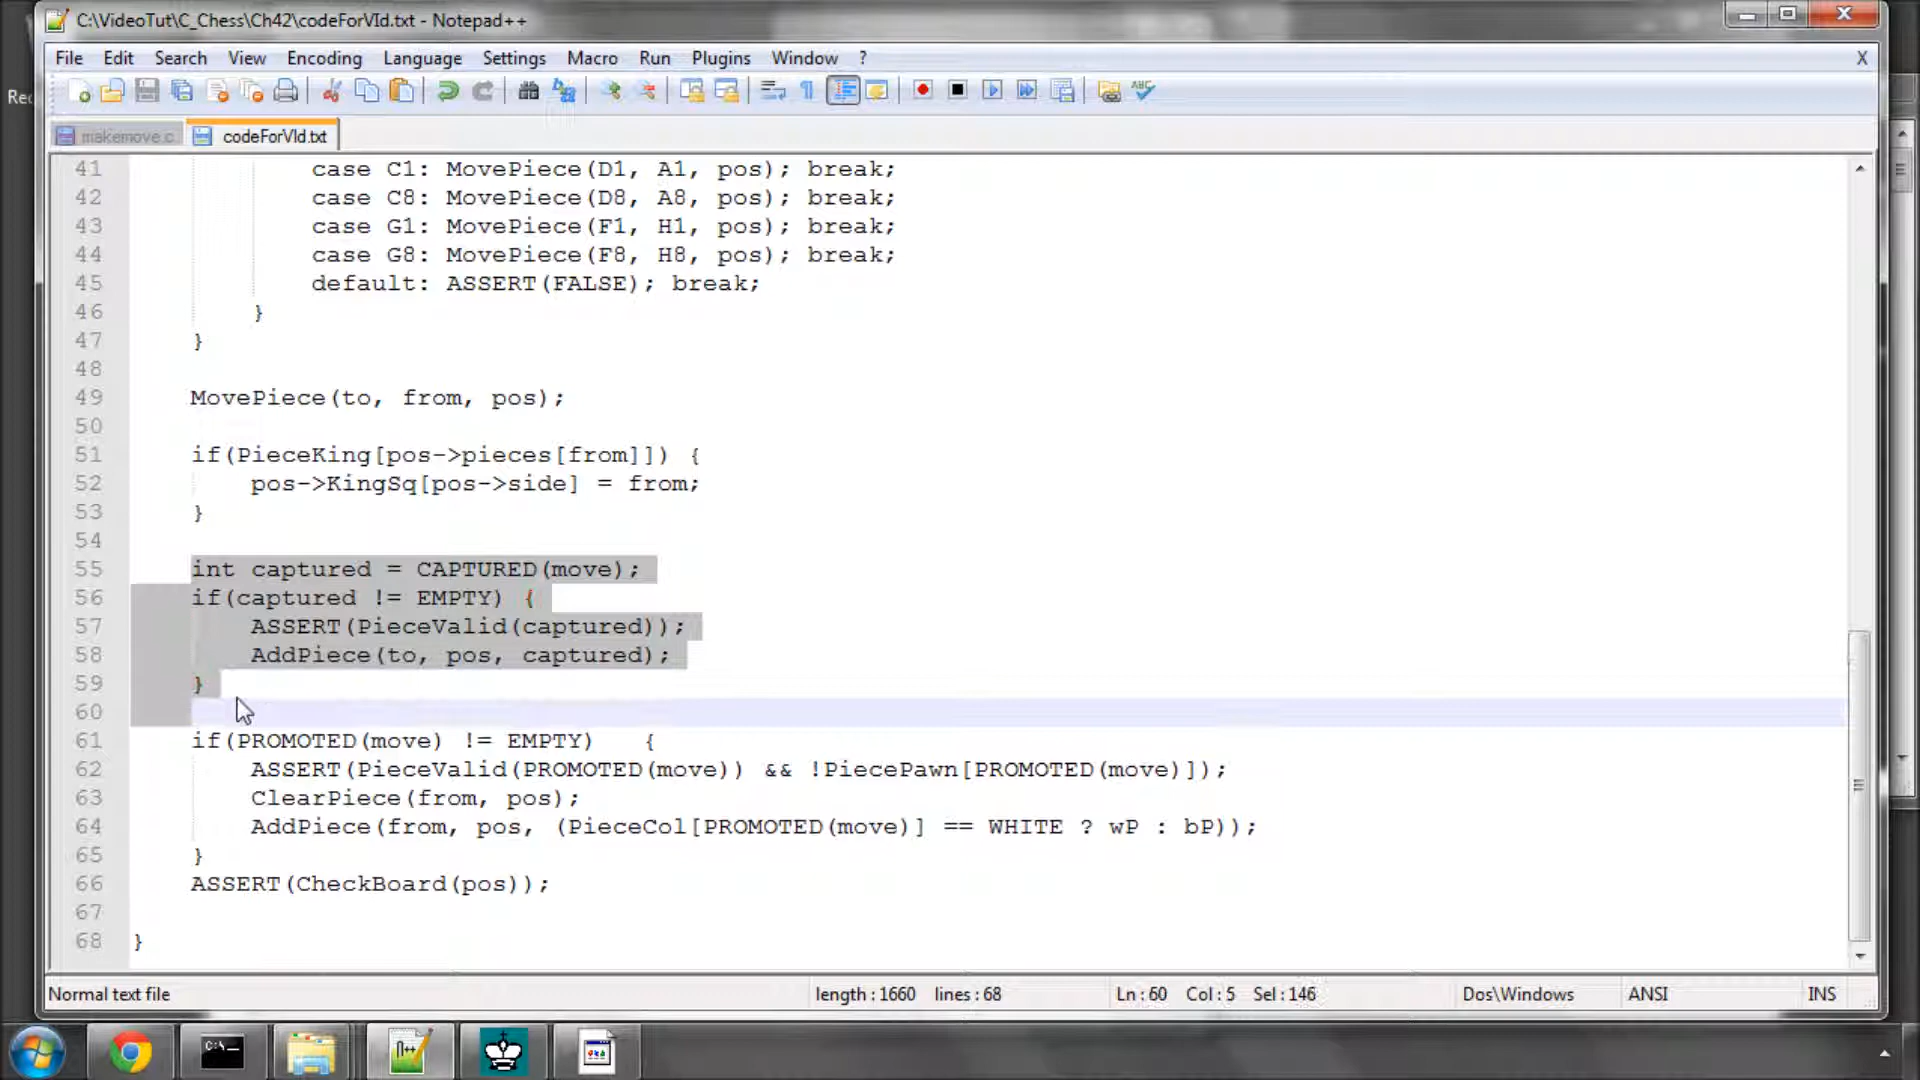 C:\VideoTut\C_Chess\Ch42\codeForVId.txt - Notepad++
File Edit Search View Encoding Language Settings Macro Run Plugins Window ? X
makemove.c codeForVId.txt
41 case C1: MovePiece(D1, A1, pos); break;
42 case C8: MovePiece(D8, A8, pos); break;
43 case G1: MovePiece(F1, H1, pos); break;
44 case G8: MovePiece(F8, H8, pos); break;
45 default: ASSERT(FALSE); break;
46 }
47 }
48
49 MovePiece(to, from, pos);
50
51 if(PieceKing[pos->pieces[from]]) {
52 pos->KingSq[pos->side] = from;
53 }
54
55 int captured = CAPTURED(move);
56 if(captured != EMPTY) {
57 ASSERT(PieceValid(captured));
58 AddPiece(to, pos, captured);
59 }
60
61 if(PROMOTED(move) != EMPTY) {
62 ASSERT(PieceValid(PROMOTED(move)) && !PiecePawn[PROMOTED(move)]);
63 ClearPiece(from, pos);
64 AddPiece(from, pos, (PieceCol[PROMOTED(move)] == WHITE ? wP : bP));
65 }
66 ASSERT(CheckBoard(pos));
67
68 }
Normal text file length : 1660 lines : 68 Ln : 60 Col : 5 Sel : 146 Dos\Windows ANSI INS